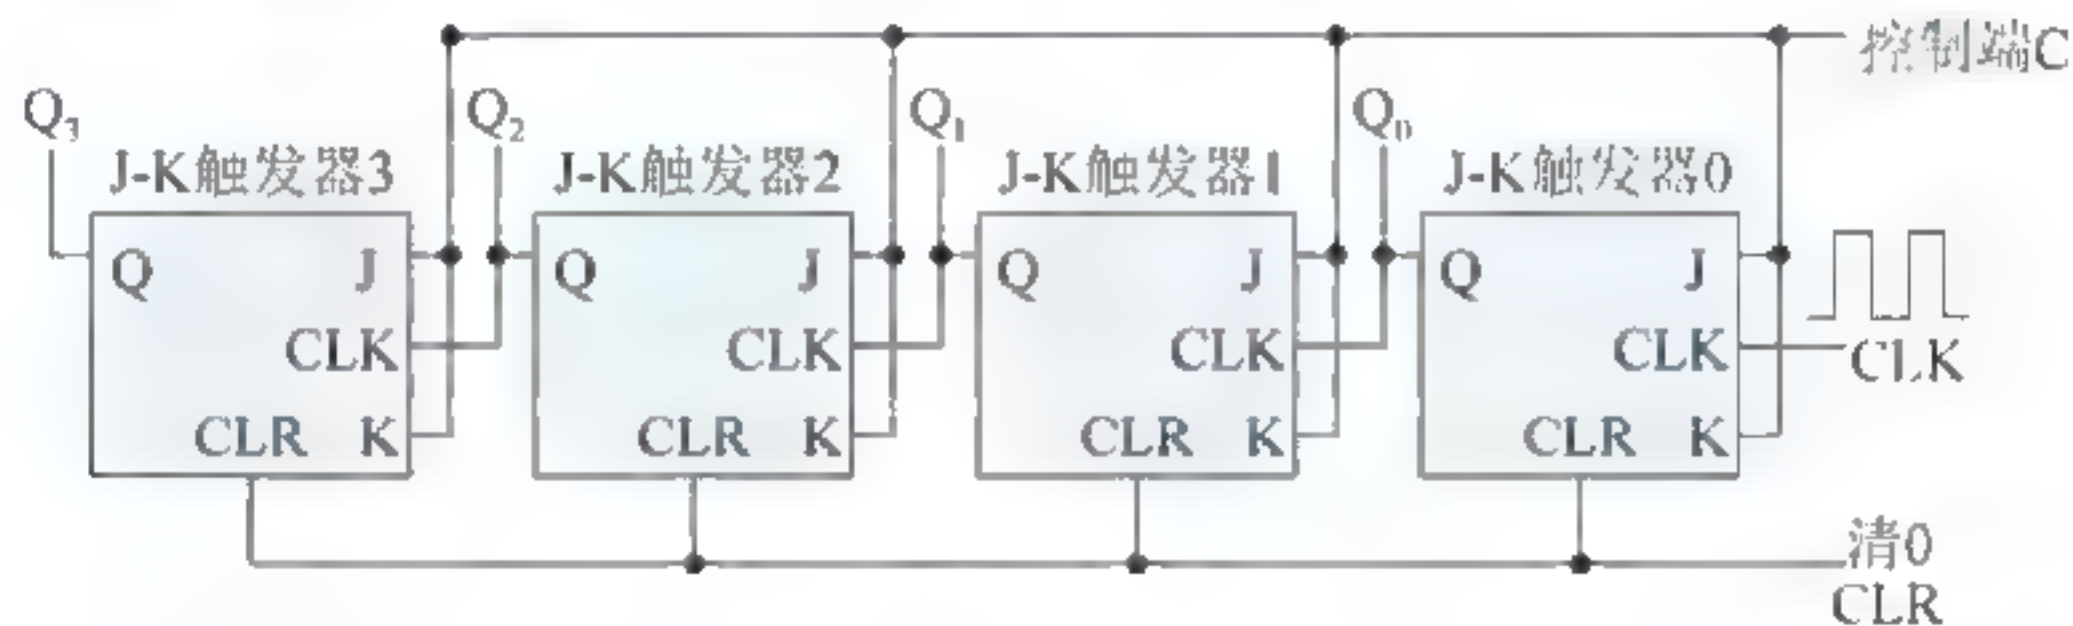 控制端C
Q3 Q2 Q1 Q0
J-K触发器3 J-K触发器2 J-K触发器1 J-K触发器0
Q J Q J Q J Q J
CLK CLK CLK CLK CLK
CLR K CLR K CLR K CLR K
清0
CLR